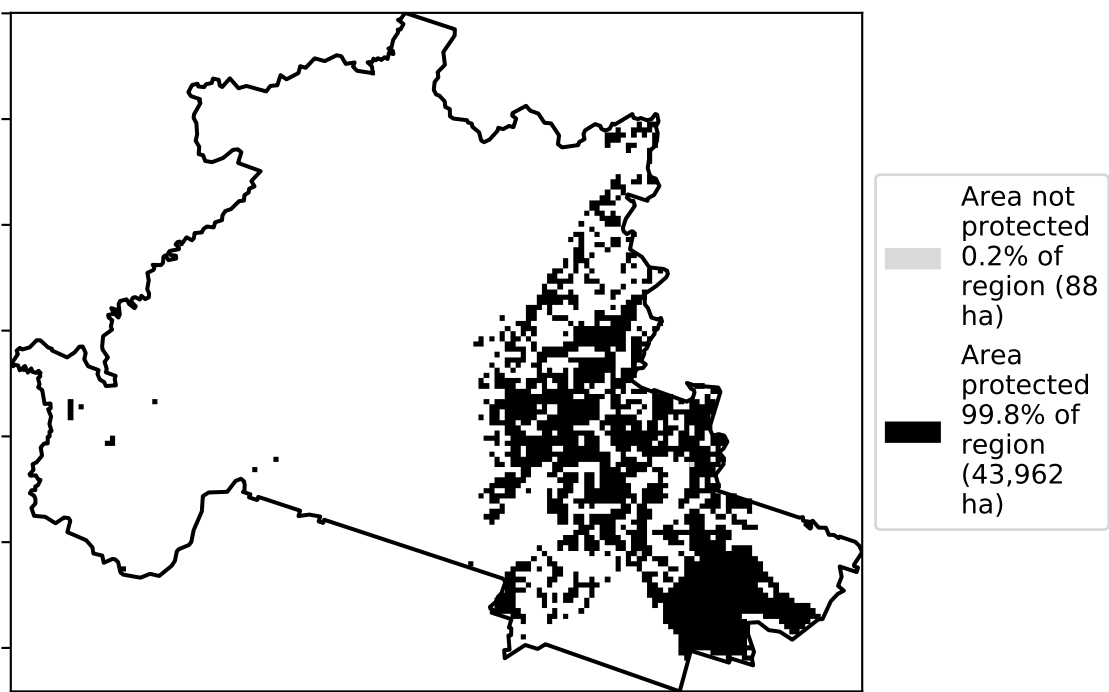 Area not
protected
0.2% of
region (88
ha)
Area
protected
99.8% of
region
(43,962
ha)